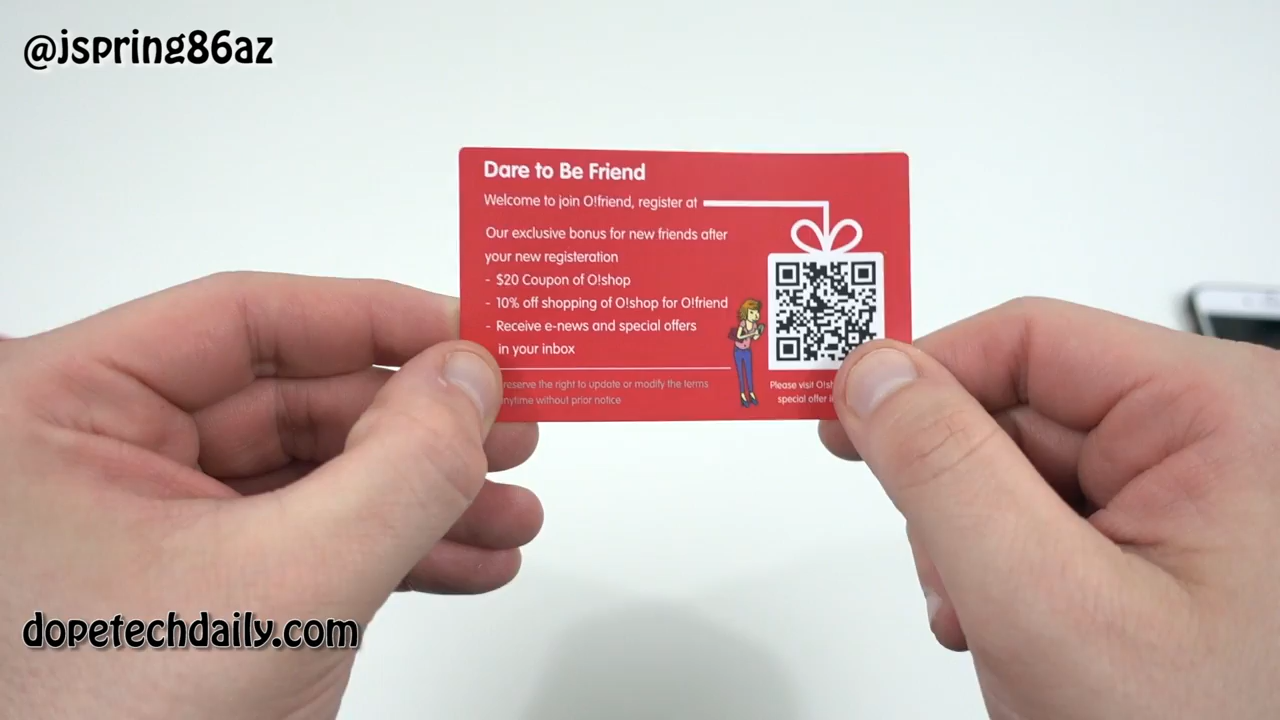 @jspring86az
Dare to Be Friend
Welcome to join O!friend, register at
Our exclusive bonus for new friends after
your new registeration
- $20 Coupon of O!shop
- 10% off shopping of O!shop for O!friend
- Receive e-news and special offers
in your inbox
reserve the right to update or modify the terms
without prior notice
Please visit
special offer
dopetechdaily.com